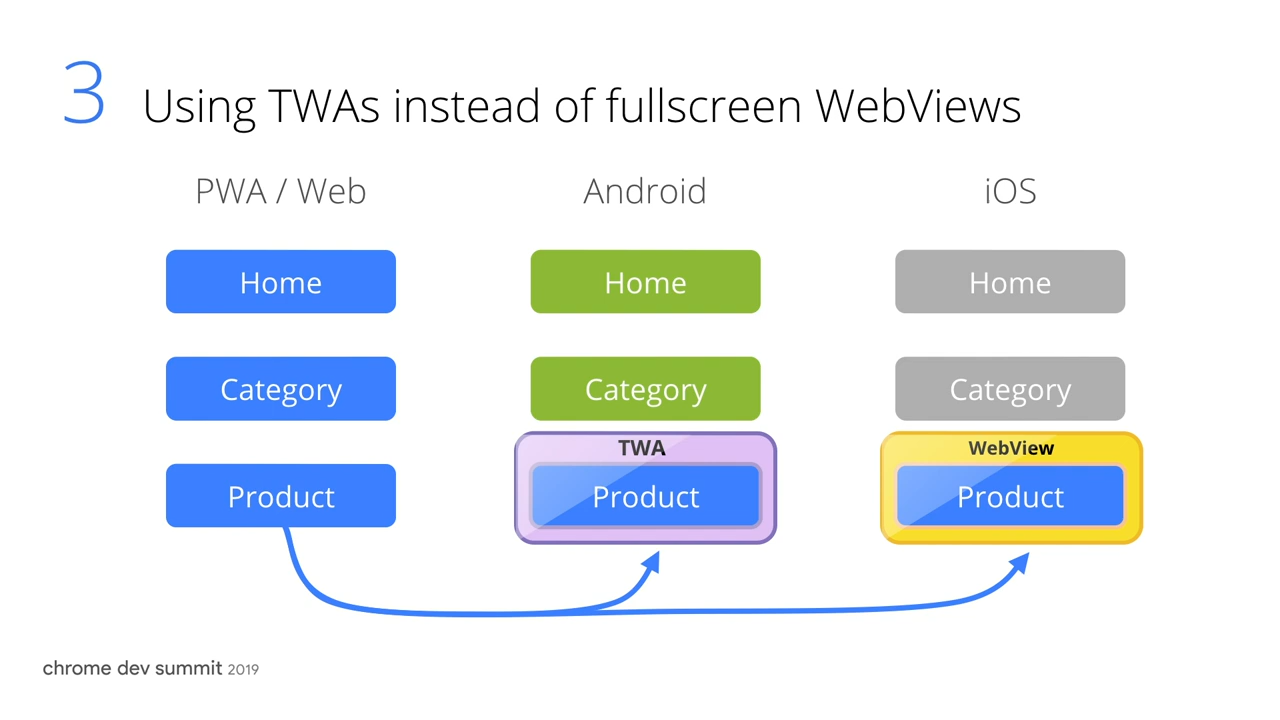 3 Using TWAs instead of fullscreen WebViews
PWA / Web
Android
iOS
Home
Home
Home
Category
Category
Category
TWA
WebView
Product
Product
Product
chrome dev summit 2019